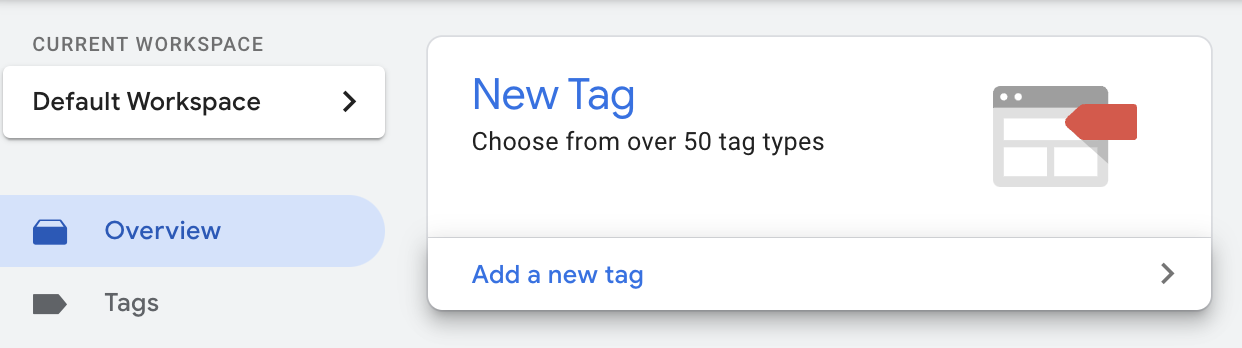 CURRENT WORKSPACE
Default Workspace
Overview
Tags
New Tag
Choose from over 50 tag types
Add a new tag